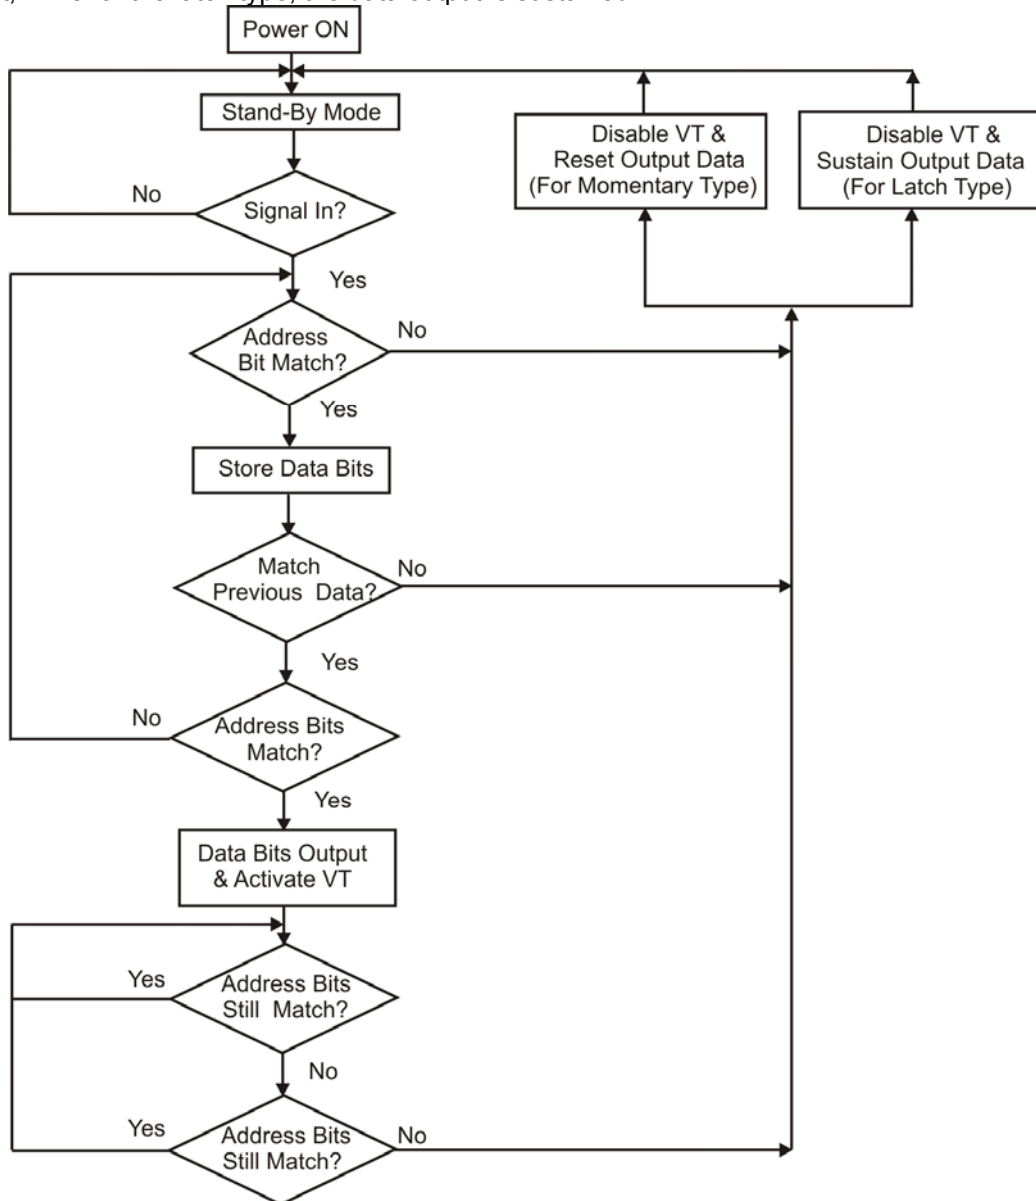 Power ON
Stand-By Mode
Disable VT &
Reset Output Data
(For Momentary Type)
Disable VT &
Sustain Output Data
(For Latch Type)
No
Signal In?
Yes
Address
Bit Match?
No
Yes
Store Data Bits
Match
Previous Data?
No
Yes
No
Address Bits
Match?
Yes
Data Bits Output
& Activate VT
Yes
Address Bits
Still Match?
No
Yes
Address Bits
Still Match?
No